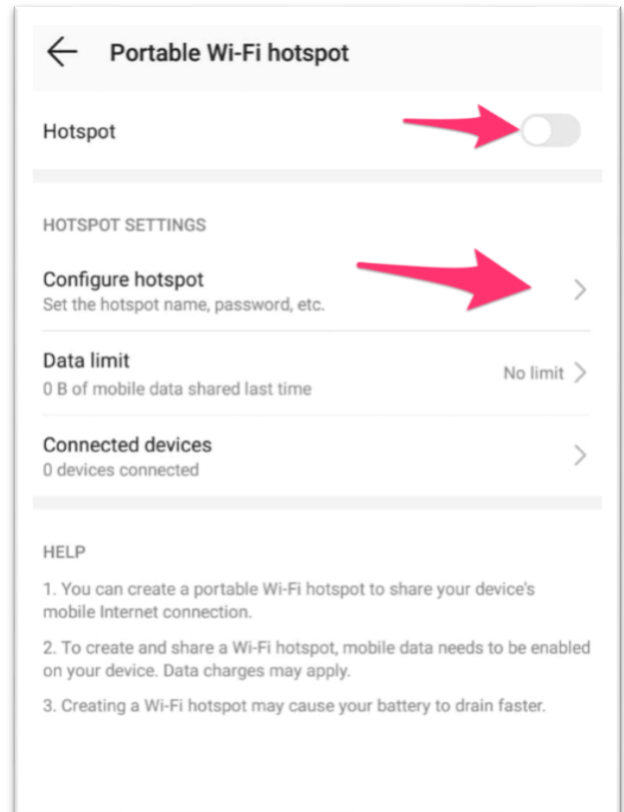 Portable Wi-Fi hotspot
Hotspot
HOTSPOT SETTINGS
Configure hotspot
Set the hotspot name, password, etc.
Data limit
0 B of mobile data shared last time
No limit
Connected devices
0 devices connected
HELP
1. You can create a portable Wi-Fi hotspot to share your device's
mobile Internet connection.
2. To create and share a Wi-Fi hotspot, mobile data needs to be enabled
on your device. Data charges may apply.
3. Creating a Wi-Fi hotspot may cause your battery to drain faster.